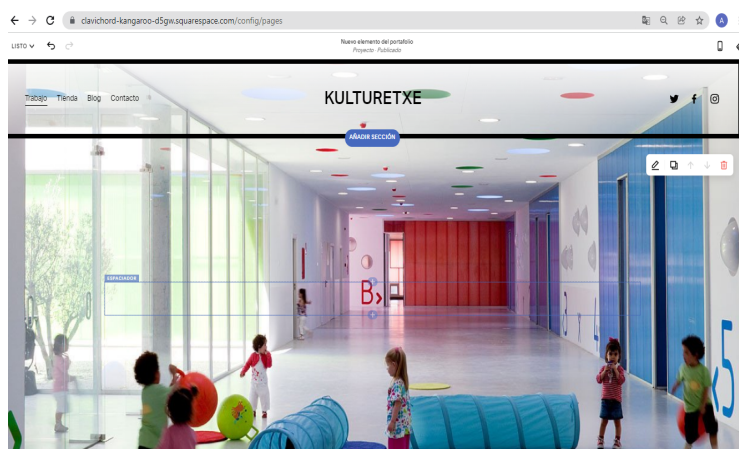 clavichord-kangaroo-d5gw.squarespace.com/config/pages
A
LISTO
Nuevo elemento del portafolio
Proyecto · Publicado
Trabajo Tienda Blog Contacto
KULTURETXE
AÑADIR SECCIÓN
ESPACIADOR
B>
<5